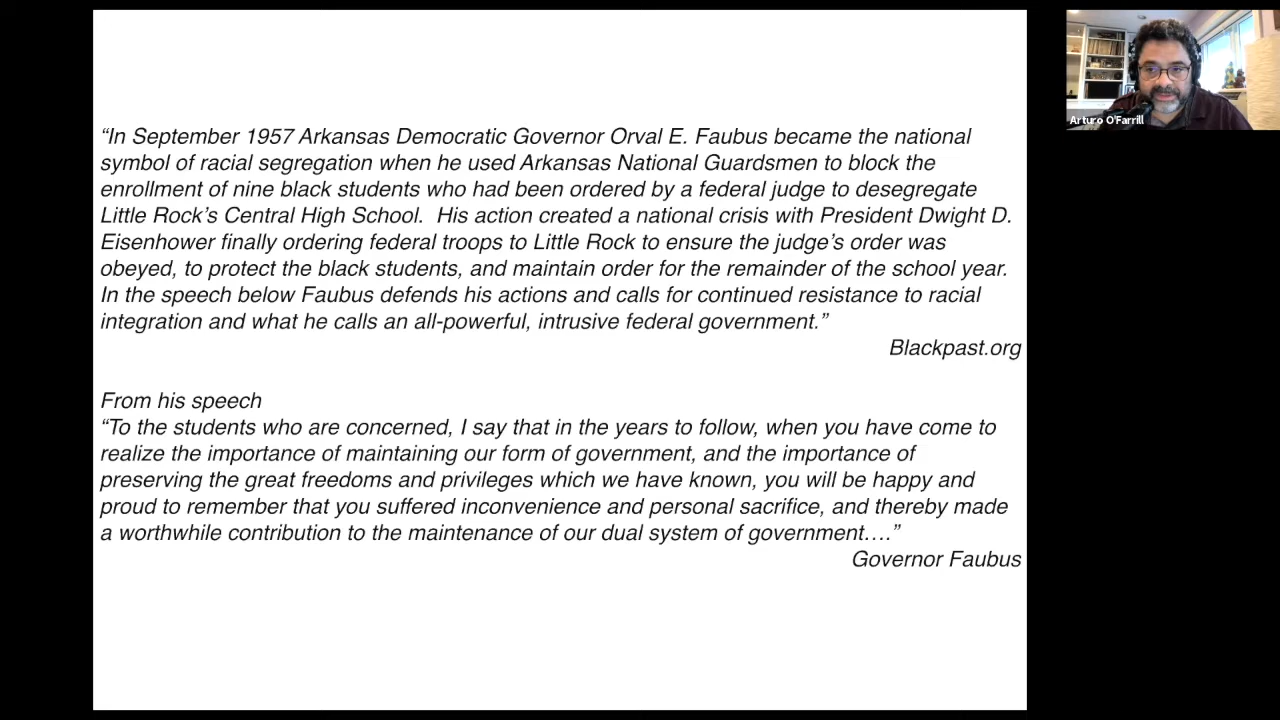 “In September 1957 Arkansas Democratic Governor Orval E. Faubus became the national
symbol of racial segregation when he used Arkansas National Guardsmen to block the
enrollment of nine black students who had been ordered by a federal judge to desegregate
Little Rock’s Central High School.  His action created a national crisis with President Dwight D.
Eisenhower finally ordering federal troops to Little Rock to ensure the judge’s order was
obeyed, to protect the black students, and maintain order for the remainder of the school year.
In the speech below Faubus defends his actions and calls for continued resistance to racial
integration and what he calls an all-powerful, intrusive federal government.”
Blackpast.org
From his speech
“To the students who are concerned, I say that in the years to follow, when you have come to
realize the importance of maintaining our form of government, and the importance of
preserving the great freedoms and privileges which we have known, you will be happy and
proud to remember that you suffered inconvenience and personal sacrifice, and thereby made
a worthwhile contribution to the maintenance of our dual system of government….”
Governor Faubus
Arturo O'Farrill